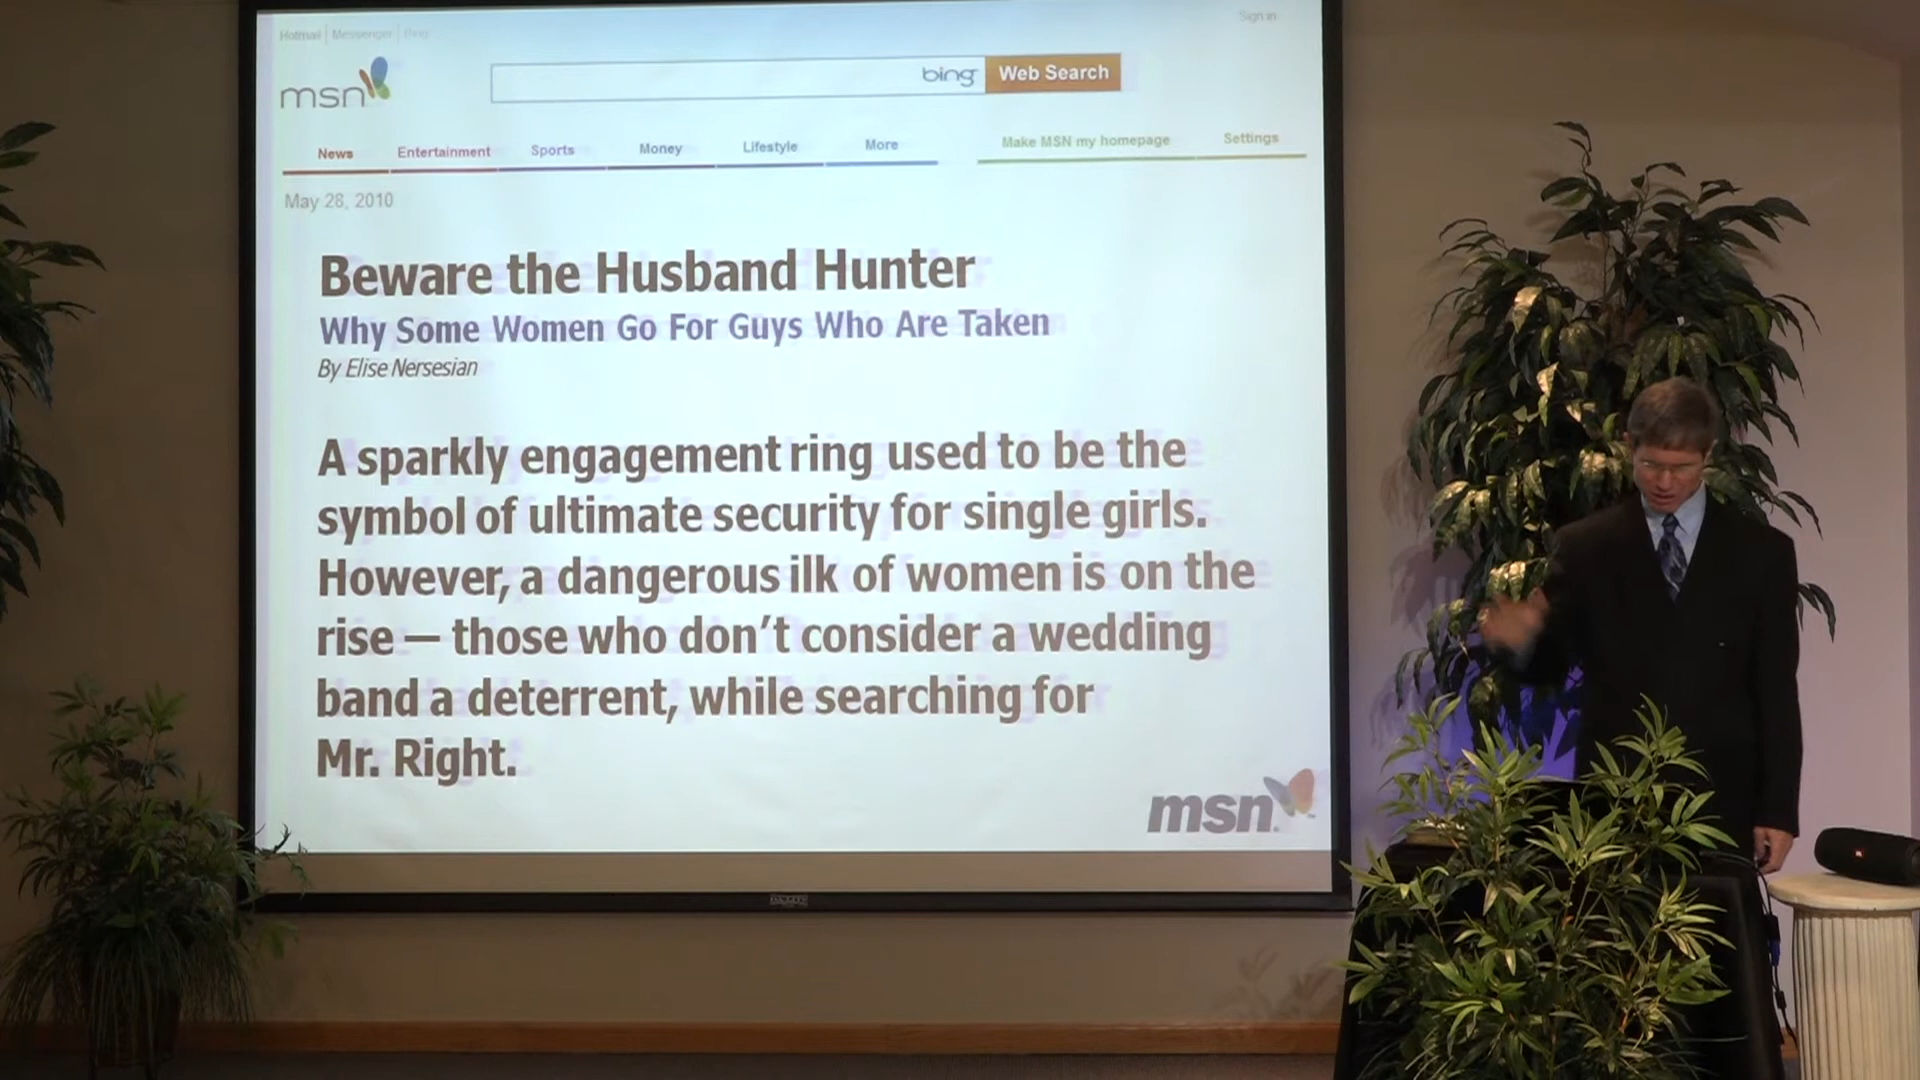 Sign in
Hotmail | Messenger | Bing
msn
bing
Web Search
News Entertainment Sports Money Lifestyle More Make MSN my homepage Settings
May 28, 2010
Beware the Husband Hunter
Why Some Women Go For Guys Who Are Taken
By Elise Nersesian
A sparkly engagement ring used to be the
symbol of ultimate security for single girls.
However, a dangerous ilk of women is on the
rise — those who don't consider a wedding
band a deterrent, while searching for
Mr. Right.
msn